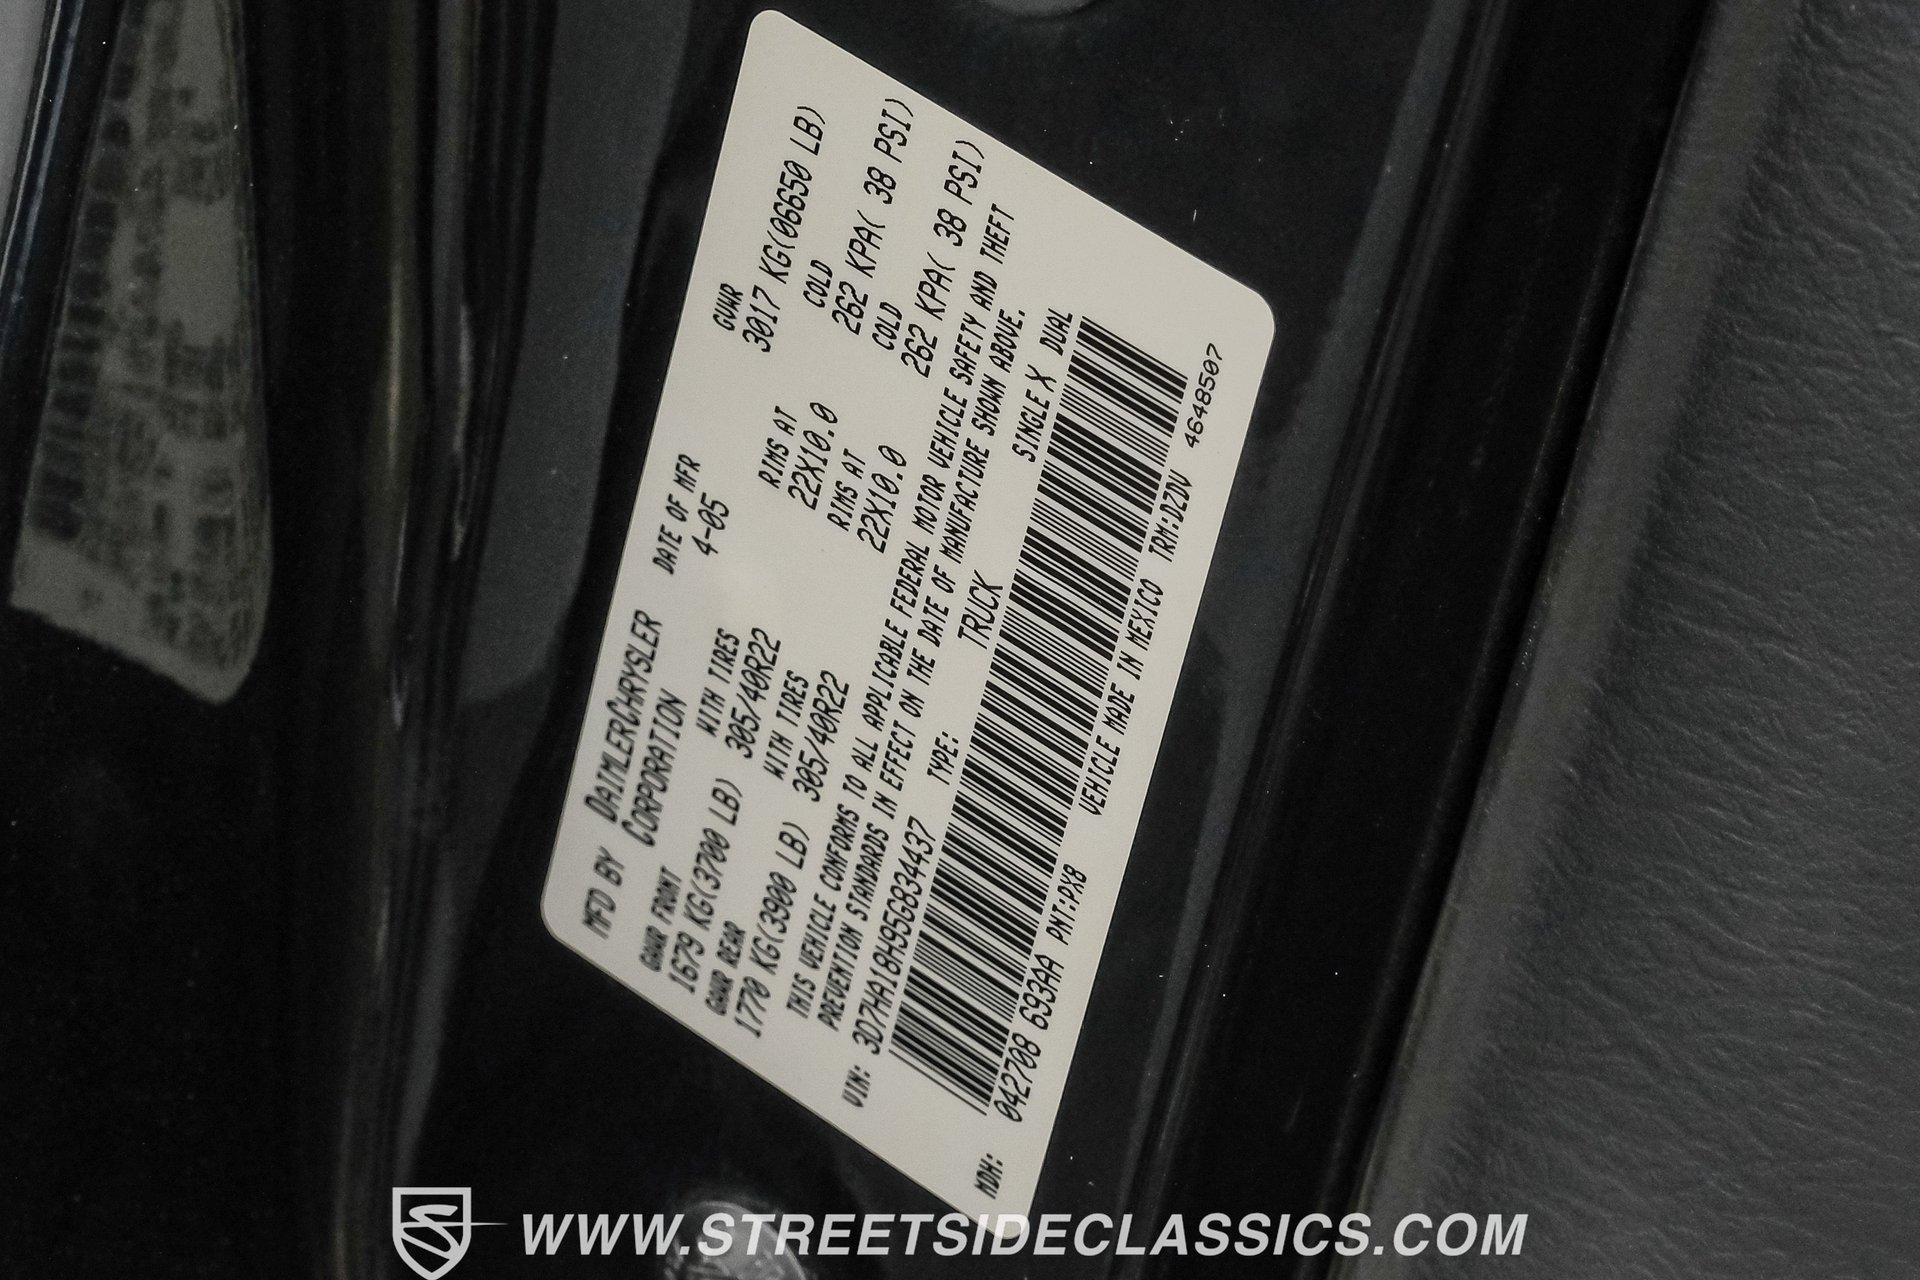 MFD BY DAIMLERCHRYSLER CORPORATION DATE OF MFR 4-05 GVWR 3017 KG(06650 LB)
GAWR FRONT WITH TIRES RIMS AT COLD
1679 KG(3700 LB) 305/40R22 22X10.0 262 KPA( 38 PSI)
GAWR REAR WITH TIRES RIMS AT COLD
1770 KG(3900 LB) 305/40R22 22X10.0 262 KPA( 38 PSI)
THIS VEHICLE CONFORMS TO ALL APPLICABLE FEDERAL MOTOR VEHICLE SAFETY AND THEFT
PREVENTION STANDARDS IN EFFECT ON THE DATE OF MANUFACTURE SHOWN ABOVE.
VIN: 3D7HA18H95G834437 TYPE: TRUCK SINGLE X DUAL
MDH: 042708 693AA PNT:PX8 VEHICLE MADE IN MEXICO TRM:DZDV 4648507
WWW.STREETSIDECLASSICS.COM